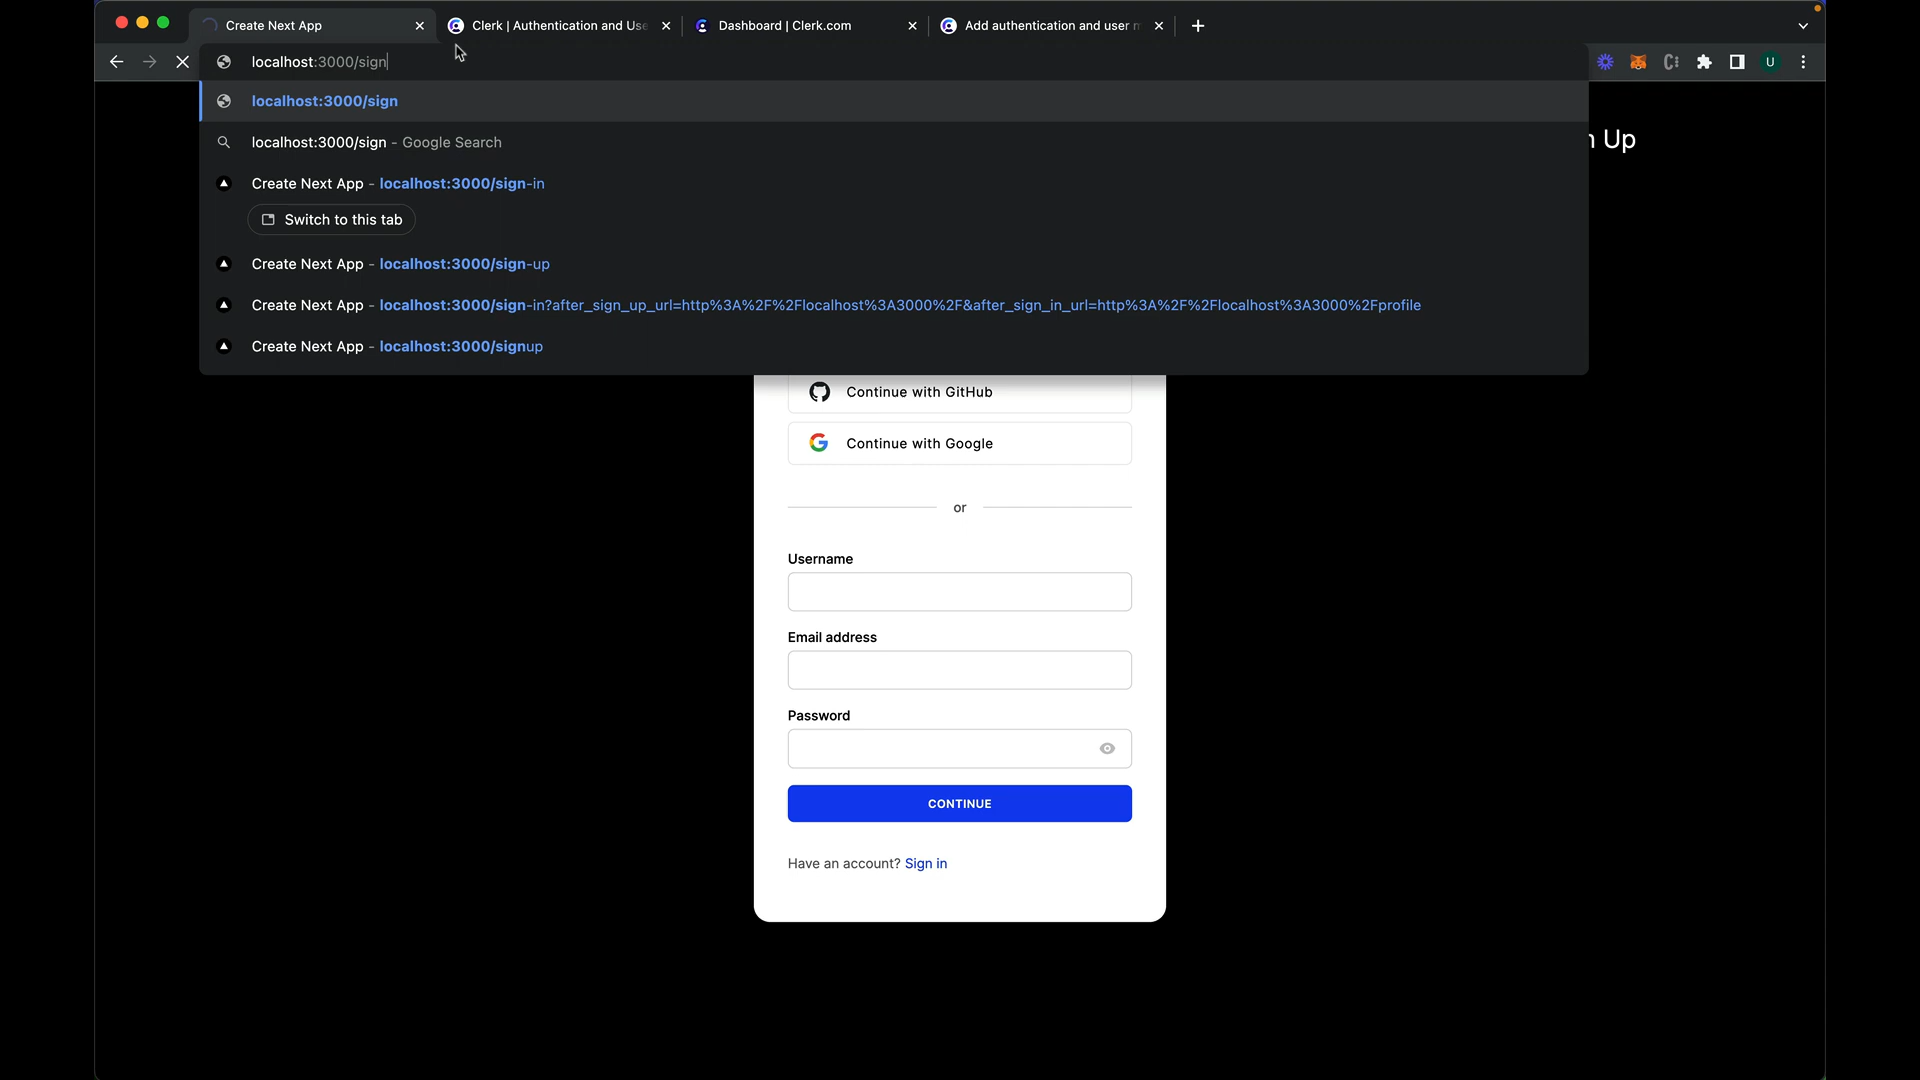 Create Next App
Clerk | Authentication and Use
Dashboard | Clerk.com
Add authentication and user m
localhost:3000/sign
U
localhost:3000/sign
localhost:3000/sign - Google Search
Create Next App - localhost:3000/sign-in
Switch to this tab
Create Next App - localhost:3000/sign-up
Create Next App - localhost:3000/sign-in?after_sign_up_url=http%3A%2F%2Flocalhost%3A3000%2F&after_sign_in_url=http%3A%2F%2Flocalhost%3A3000%2Fprofile
Create Next App - localhost:3000/signup
n Up
Continue with GitHub
Continue with Google
or
Username
Email address
Password
CONTINUE
Have an account? Sign in